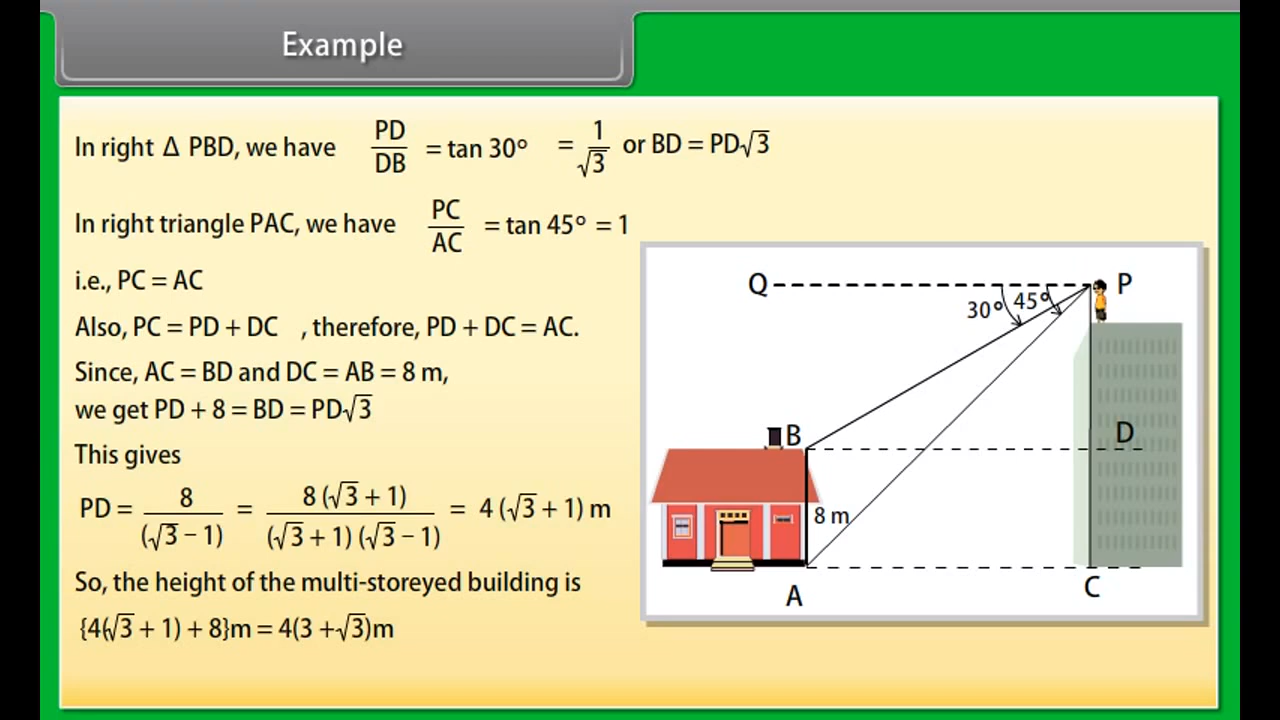 Example
In right Δ PBD, we have PD/DB = tan 30° = 1/√3 or BD = PD√3
In right triangle PAC, we have PC/AC = tan 45° = 1
i.e., PC = AC
Also, PC = PD + DC , therefore, PD + DC = AC.
Since, AC = BD and DC = AB = 8 m,
we get PD + 8 = BD = PD√3
This gives
PD = 8/(√3 − 1) = 8 (√3 + 1)/(√3 + 1) (√3 − 1) = 4 (√3 + 1) m
So, the height of the multi-storeyed building is
{4(√3 + 1) + 8}m = 4(3 +√3)m
Q P
30° 45°
B D
8 m
A C